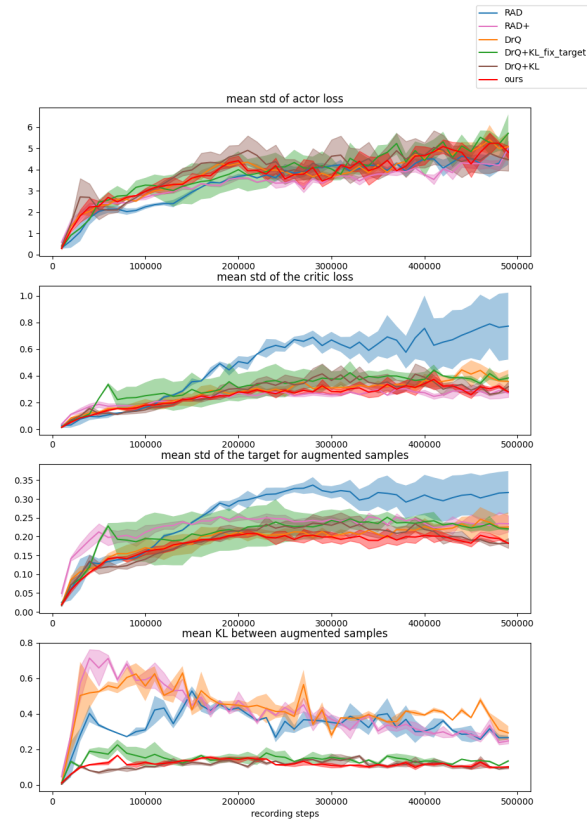 RAD
RAD+
DrQ
DrQ+KL_fix_target
DrQ+KL
ours
mean std of actor loss
6
5
4
3
2
1
0
0 100000 200000 300000 400000 500000
mean std of the critic loss
1.0
0.8
0.6
0.4
0.2
0.0
0 100000 200000 300000 400000 500000
mean std of the target for augmented samples
0.35
0.30
0.25
0.20
0.15
0.10
0.05
0.00
0 100000 200000 300000 400000 500000
mean KL between augmented samples
0.8
0.6
0.4
0.2
0.0
0 100000 200000 300000 400000 500000
recording steps